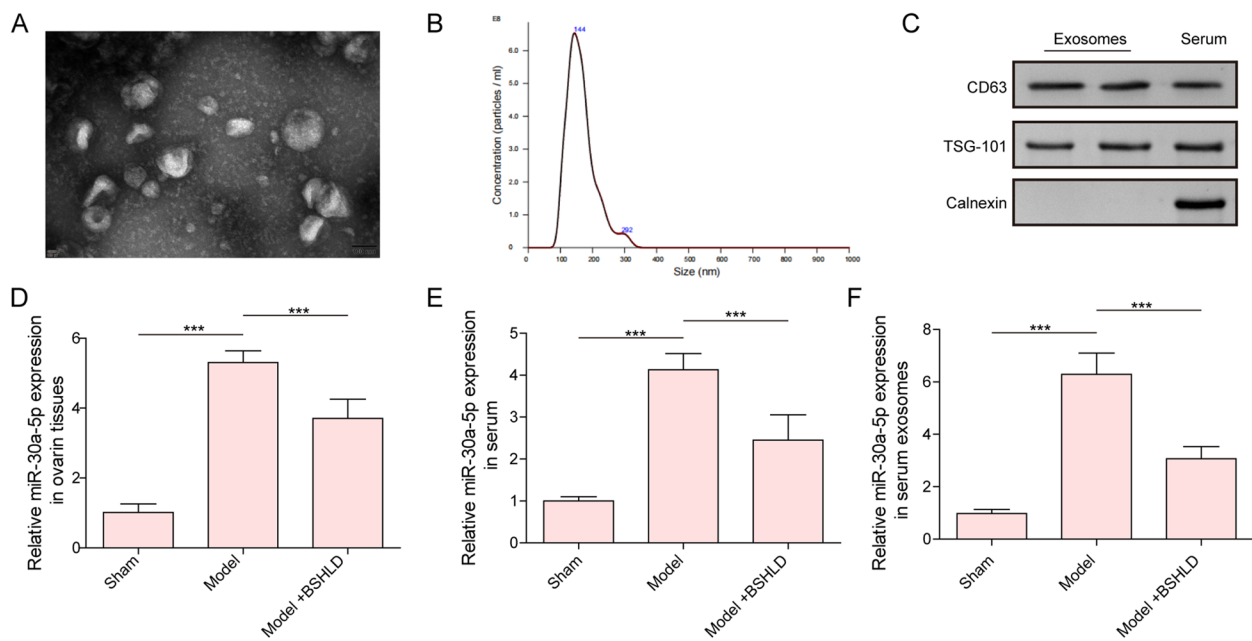 A
B
E8
144
6.0
5.0
4.0
3.0
2.0
1.0
0
292
0 100 200 300 400 500 600 700 800 900 1000
Concentration (particles / ml)
Size (nm)
C
Exosomes Serum
CD63
TSG-101
Calnexin
D
Relative miR-30a-5p expression
in ovarin tissues
6
4
2
0
***
***
Sham
Model
Model +BSHLD
E
Relative miR-30a-5p expression
in serum
5
4
3
2
1
0
***
***
Sham
Model
Model +BSHLD
F
Relative miR-30a-5p expression
in serum exosomes
8
6
4
2
0
***
***
Sham
Model
Model +BSHLD